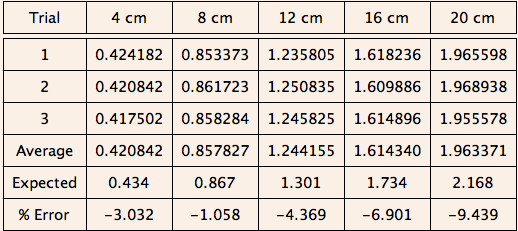 Trial 4 cm 8 cm 12 cm 16 cm 20 cm
1 0.424182 0.853373 1.235805 1.618236 1.965598
2 0.420842 0.861723 1.250835 1.609886 1.968938
3 0.417502 0.858284 1.245825 1.614896 1.955578
Average 0.420842 0.857827 1.244155 1.614340 1.963371
Expected 0.434 0.867 1.301 1.734 2.168
% Error −3.032 −1.058 −4.369 −6.901 −9.439